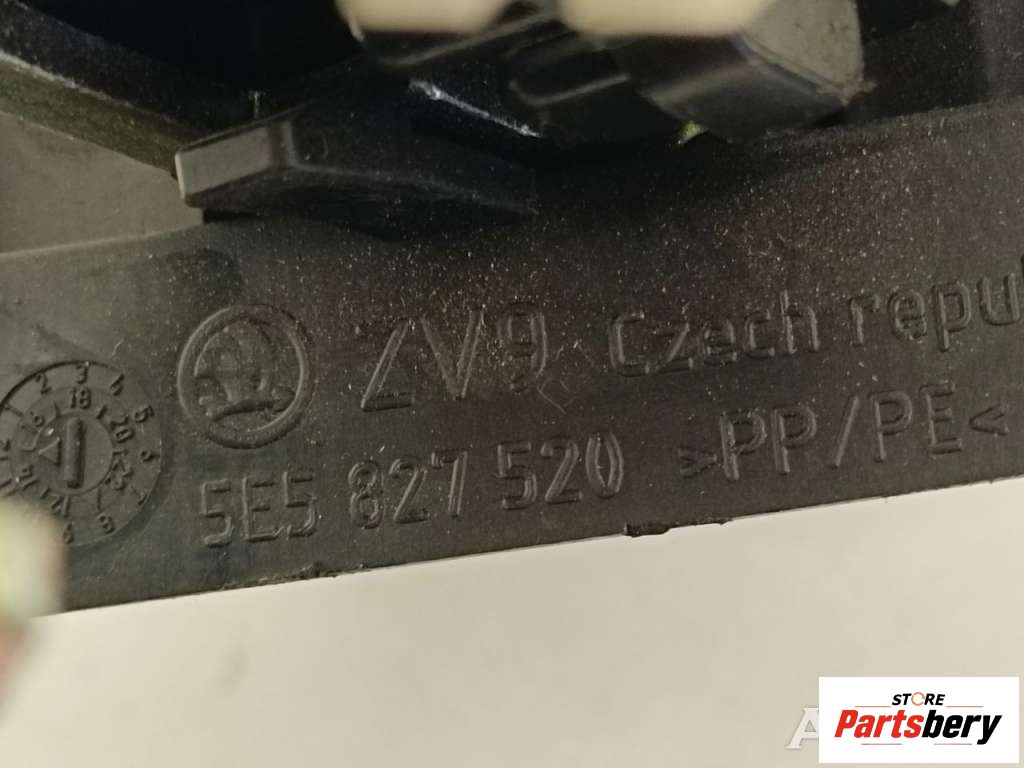 ZV9 Czech repu
5E5 827 520 >PP/PE<
STORE
Partsbery